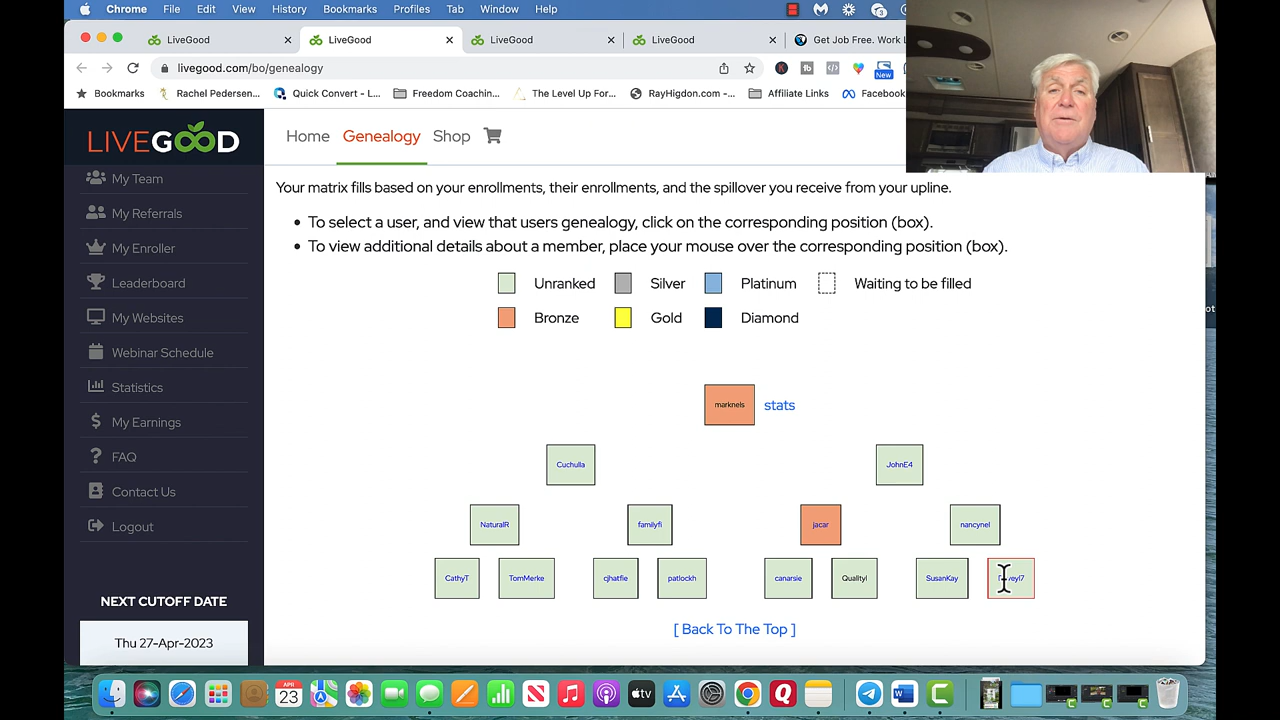 Chrome File Edit View History Bookmarks Profiles Tab Window Help
LiveGood LiveGood LiveGood LiveGood Get Job Free. Work
livegood.com/bo/genealogy
New
Bookmarks Rachel Pedersen... Quick Convert - L... Freedom Coachin... The Level Up For... RayHigdon.com -... Affiliate Links Facebook
LIVEGOOD
Home Genealogy Shop
My Team
My Referrals
My Enroller
Leaderboard
My Websites
Webinar Schedule
Statistics
My Earnings
FAQ
Contact Us
Logout
NEXT CUTOFF DATE
Thu 27-Apr-2023
Your matrix fills based on your enrollments, their enrollments, and the spillover you receive from your upline.
• To select a user, and view tha users genealogy, click on the corresponding position (box).
• To view additional details about a member, place your mouse over the corresponding position (box).
Unranked Silver Platinum Waiting to be filled
Bronze Gold Diamond
marknels stats
Cuchulla JohnE4
NaturalR familyfi jacar nancynel
CathyT TomMerke cjhatfie patlockh canarsie Qualityl SusanKay
[ Back To The Top ]
APR
23
tv